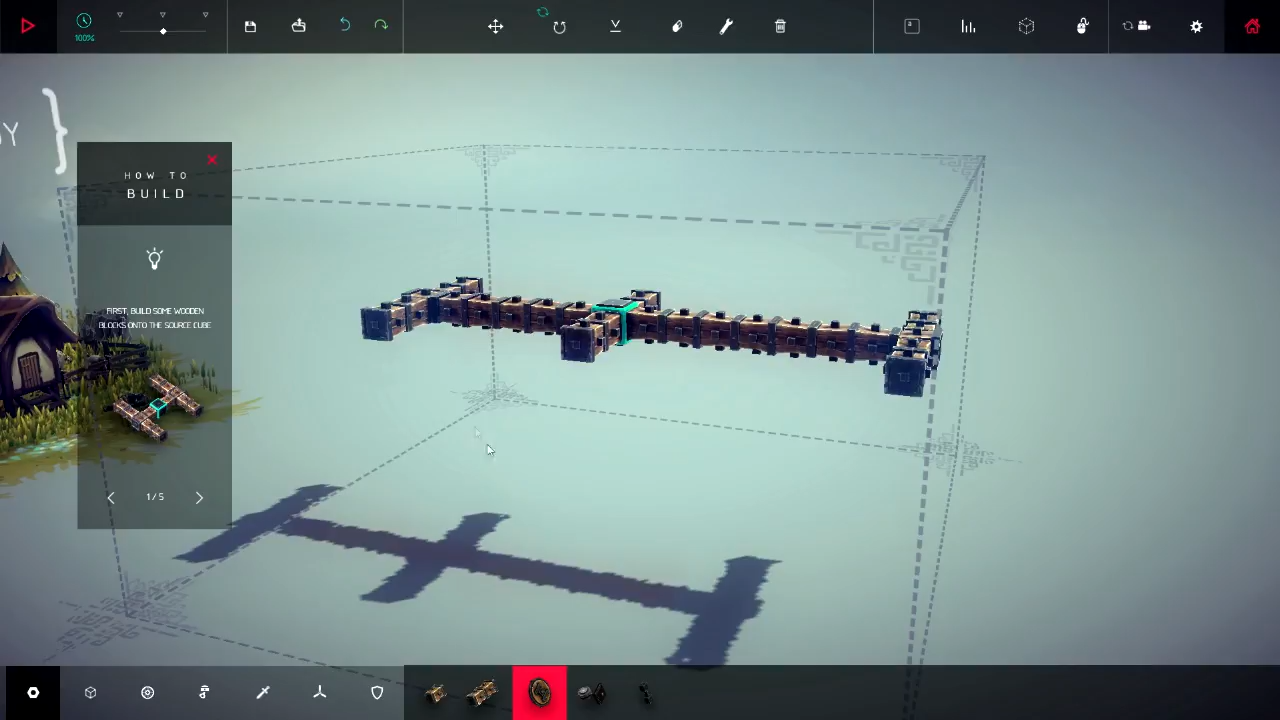 100%
Y
HOW TO
BUILD
FIRST, BUILD SOME WOODEN
BLOCKS ONTO THE SOURCE CUBE
1/5